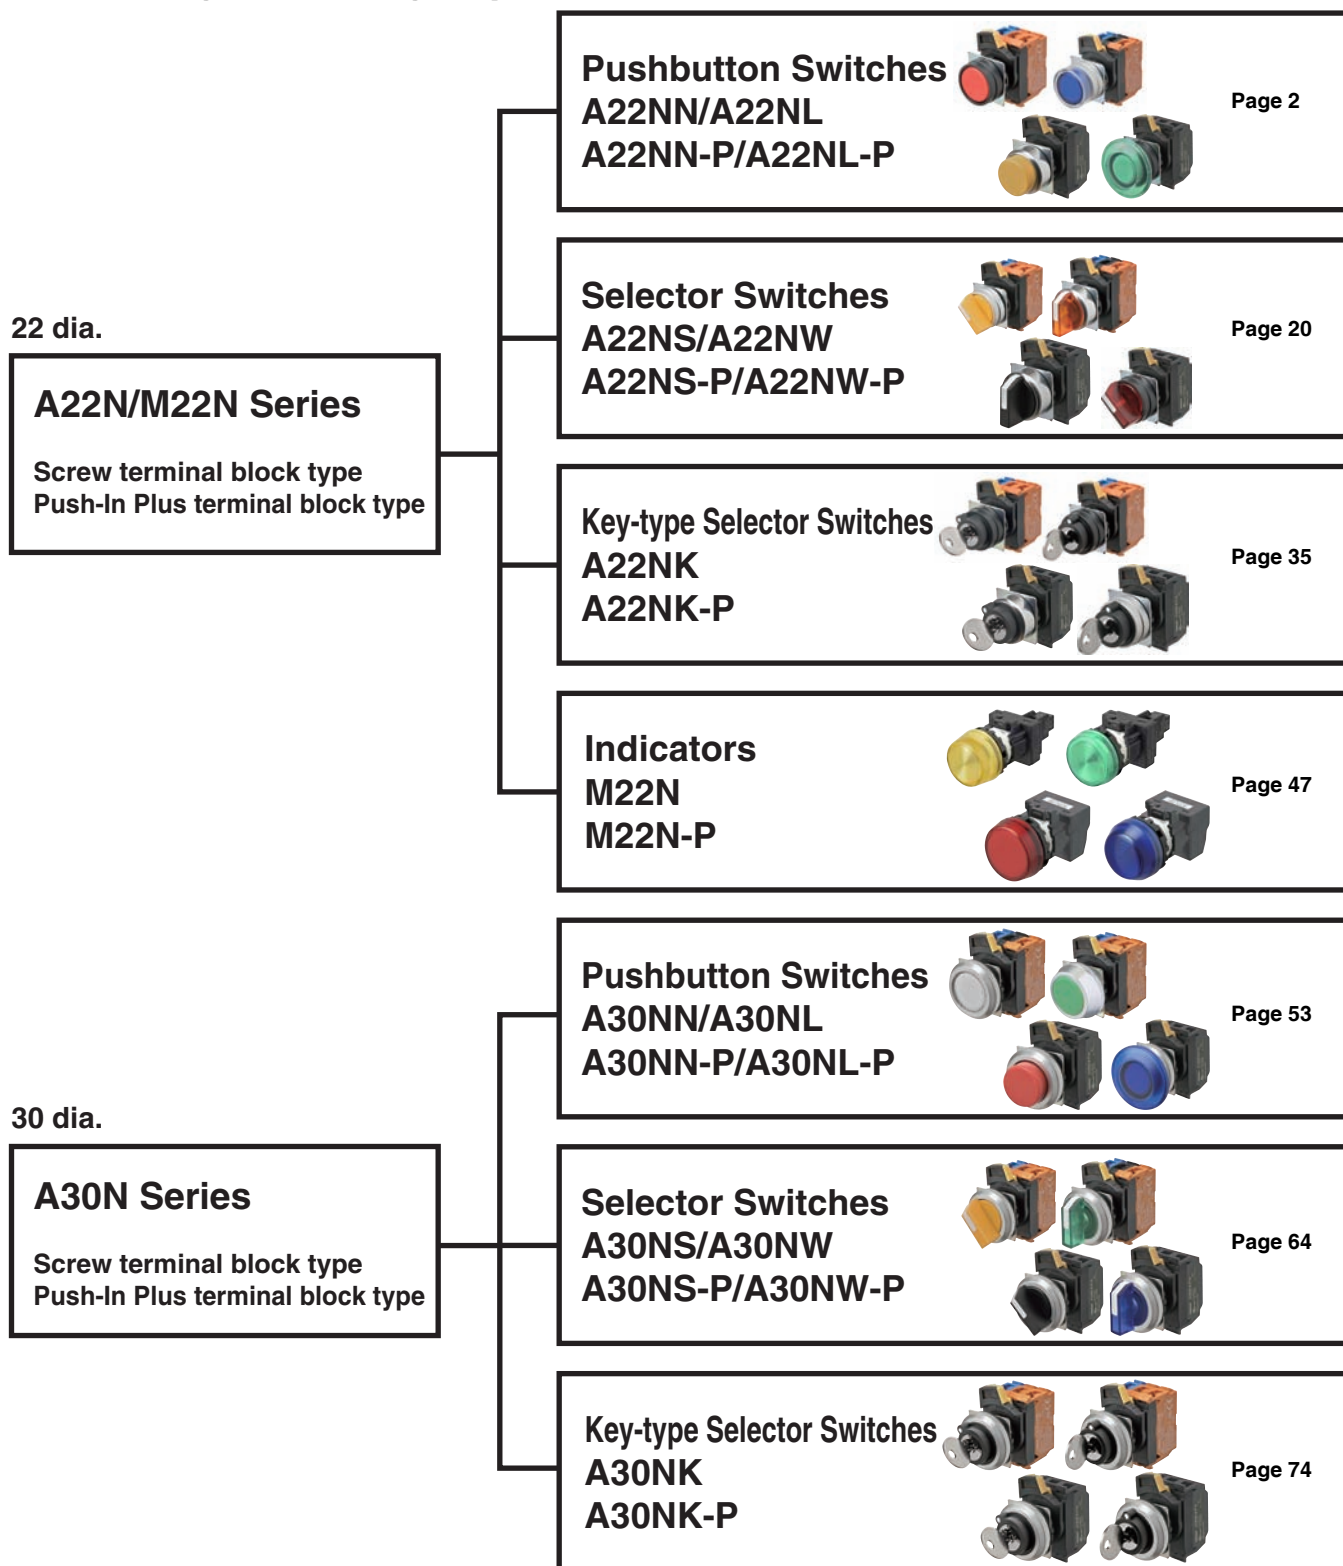 Pushbutton Switches
A22NN/A22NL
A22NN-P/A22NL-P
Page 2
Selector Switches
A22NS/A22NW
A22NS-P/A22NW-P
Page 20
22 dia.
A22N/M22N Series
Screw terminal block type
Push-In Plus terminal block type
Key-type Selector Switches
A22NK
A22NK-P
Page 35
Indicators
M22N
M22N-P
Page 47
Pushbutton Switches
A30NN/A30NL
A30NN-P/A30NL-P
Page 53
30 dia.
A30N Series
Screw terminal block type
Push-In Plus terminal block type
Selector Switches
A30NS/A30NW
A30NS-P/A30NW-P
Page 64
Key-type Selector Switches
A30NK
A30NK-P
Page 74